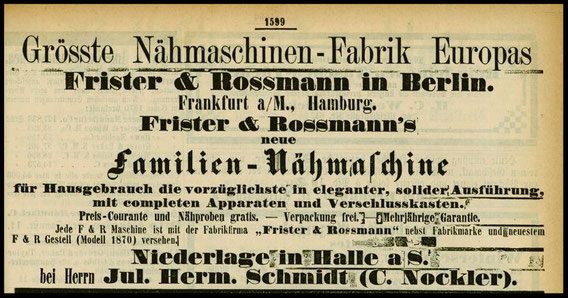 1599
Grösste Nähmaschinen-Fabrik Europas
Frister & Rossmann in Berlin.
Frankfurt a/M., Hamburg.
Frister & Rossmann's
neue
Familien-Nähmaschine
für Hausgebrauch die vorzüglichste in eleganter, solider Ausführung,
mit completen Apparaten und Verschlusskasten.
Preis-Courante und Nähproben gratis. — Verpackung frei. — Mehrjährige Garantie.
Jede F & R Maschine ist mit der Fabrikfirma „Frister & Rossmann" nebst Fabrikmarke und neuestem
F & R Gestell (Modell 1870) versehen.
Niederlage in Halle a/S.
bei Herrn Jul. Herm. Schmidt (C. Nockler).